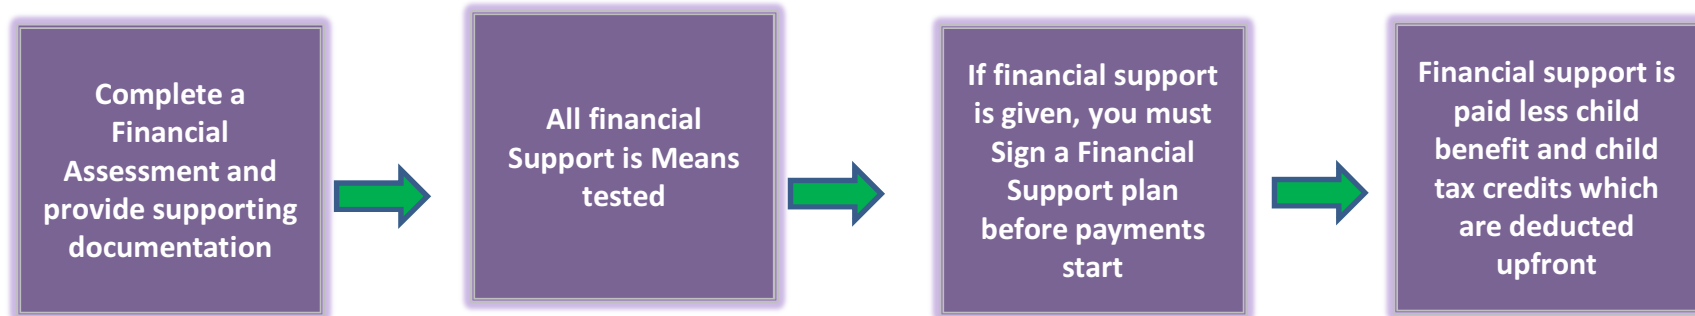 Complete a
Financial
Assessment and
provide supporting
documentation
All financial
Support is Means
tested
If financial support
is given, you must
Sign a Financial
Support plan
before payments
start
Financial support is
paid less child
benefit and child
tax credits which
are deducted
upfront